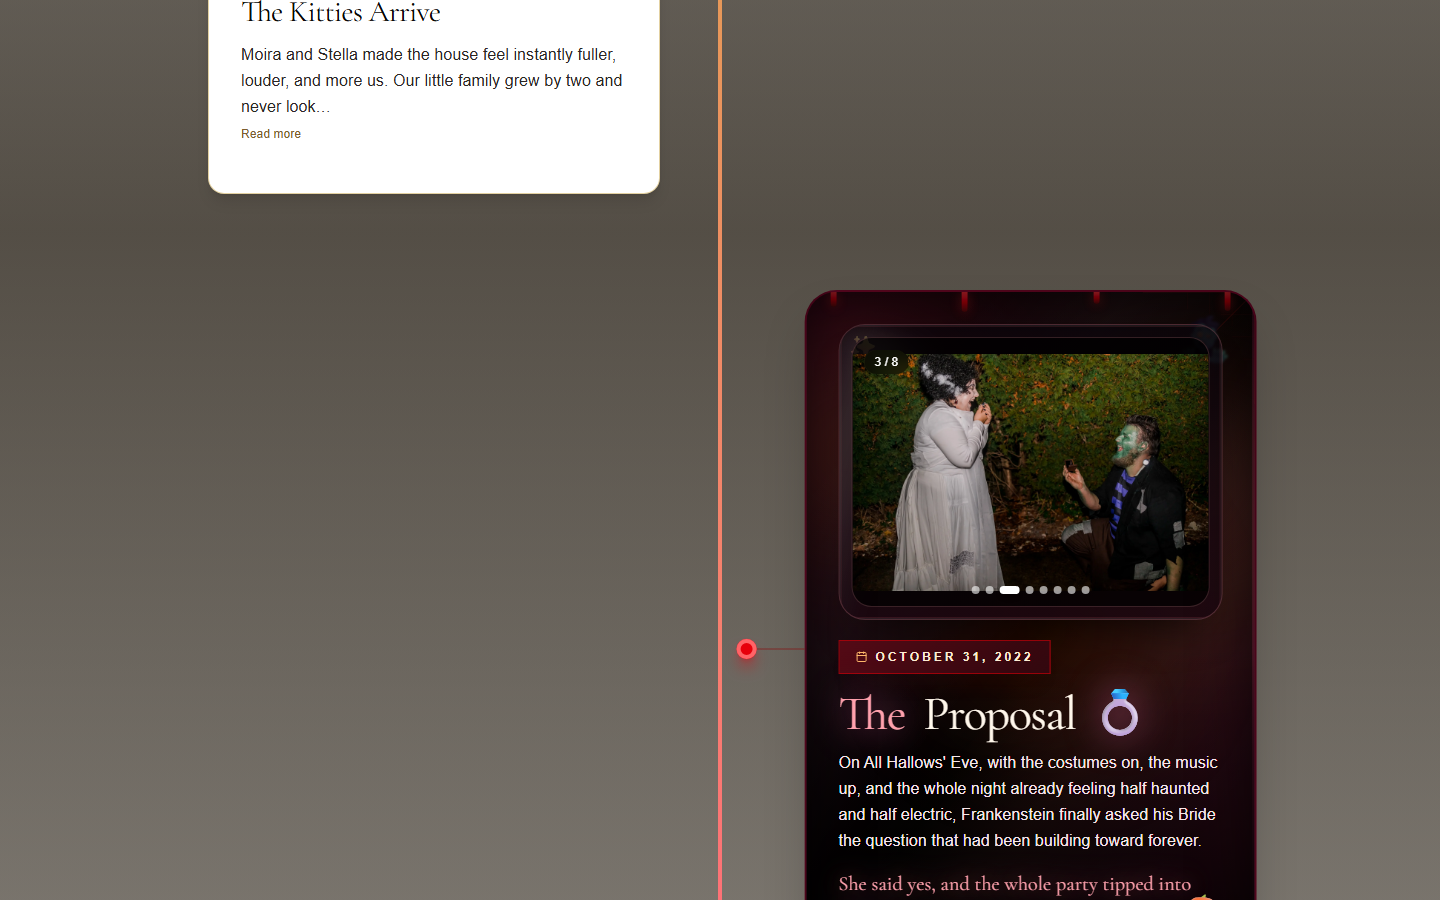 The Kitties Arrive
Moira and Stella made the house feel instantly fuller,
louder, and more us. Our little family grew by two and
never look…
Read more
3 / 8
OCTOBER 31, 2022
The Proposal
On All Hallows' Eve, with the costumes on, the music
up, and the whole night already feeling half haunted
and half electric, Frankenstein finally asked his Bride
the question that had been building toward forever.
She said yes, and the whole party tipped into